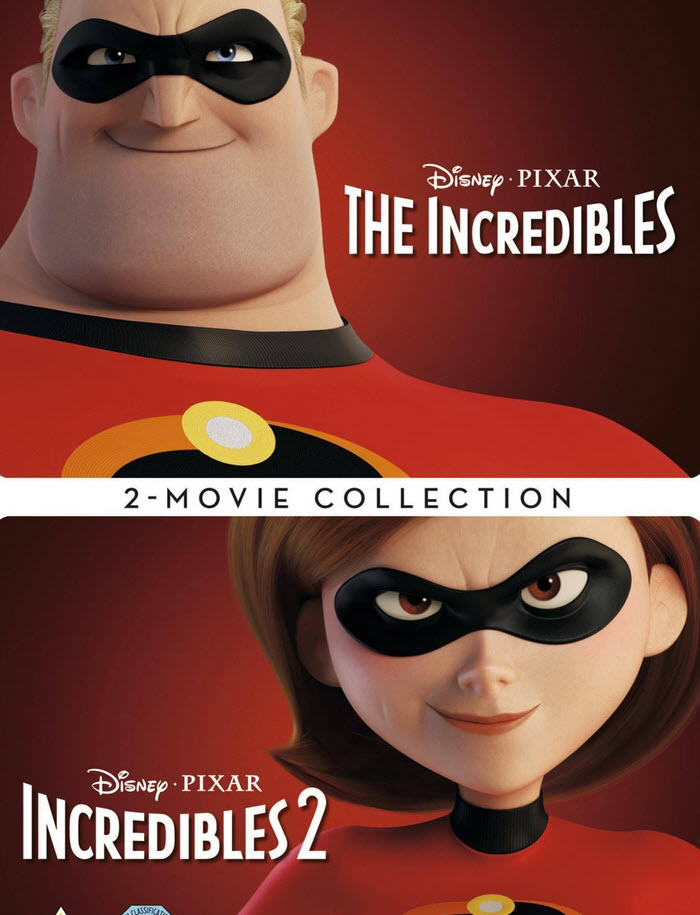 Disney · PIXAR
THE INCREDIBLES
2-MOVIE COLLECTION
Disney · PIXAR
INCREDIBLES 2